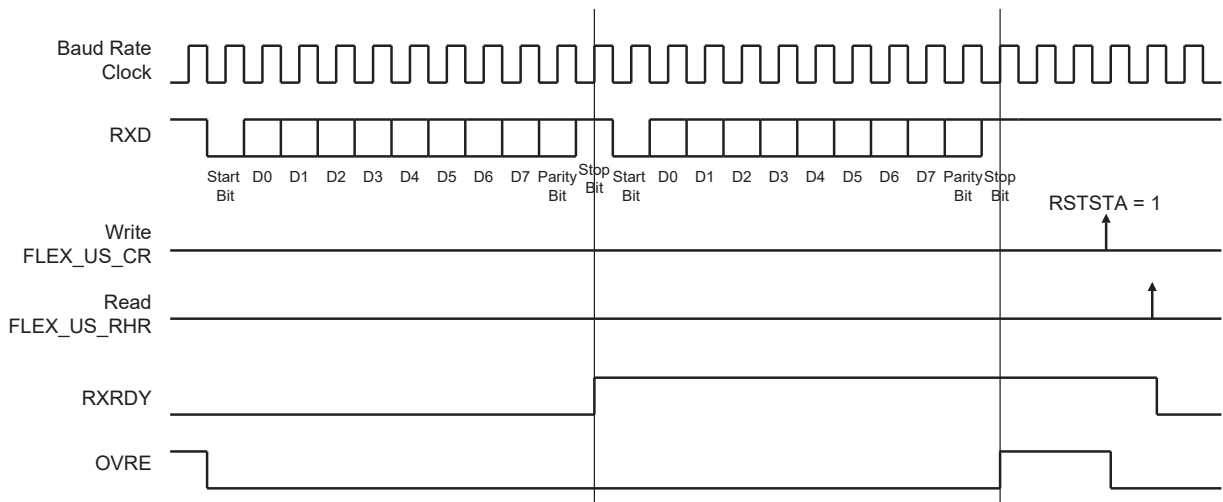 Baud Rate
Clock
RXD
Start
Bit
D0
D1
D2
D3
D4
D5
D6
D7
Parity
Bit
Stop
Bit
Start
Bit
D0
D1
D2
D3
D4
D5
D6
D7
Parity
Bit
Stop
Bit
RSTSTA = 1
Write
FLEX_US_CR
Read
FLEX_US_RHR
RXRDY
OVRE